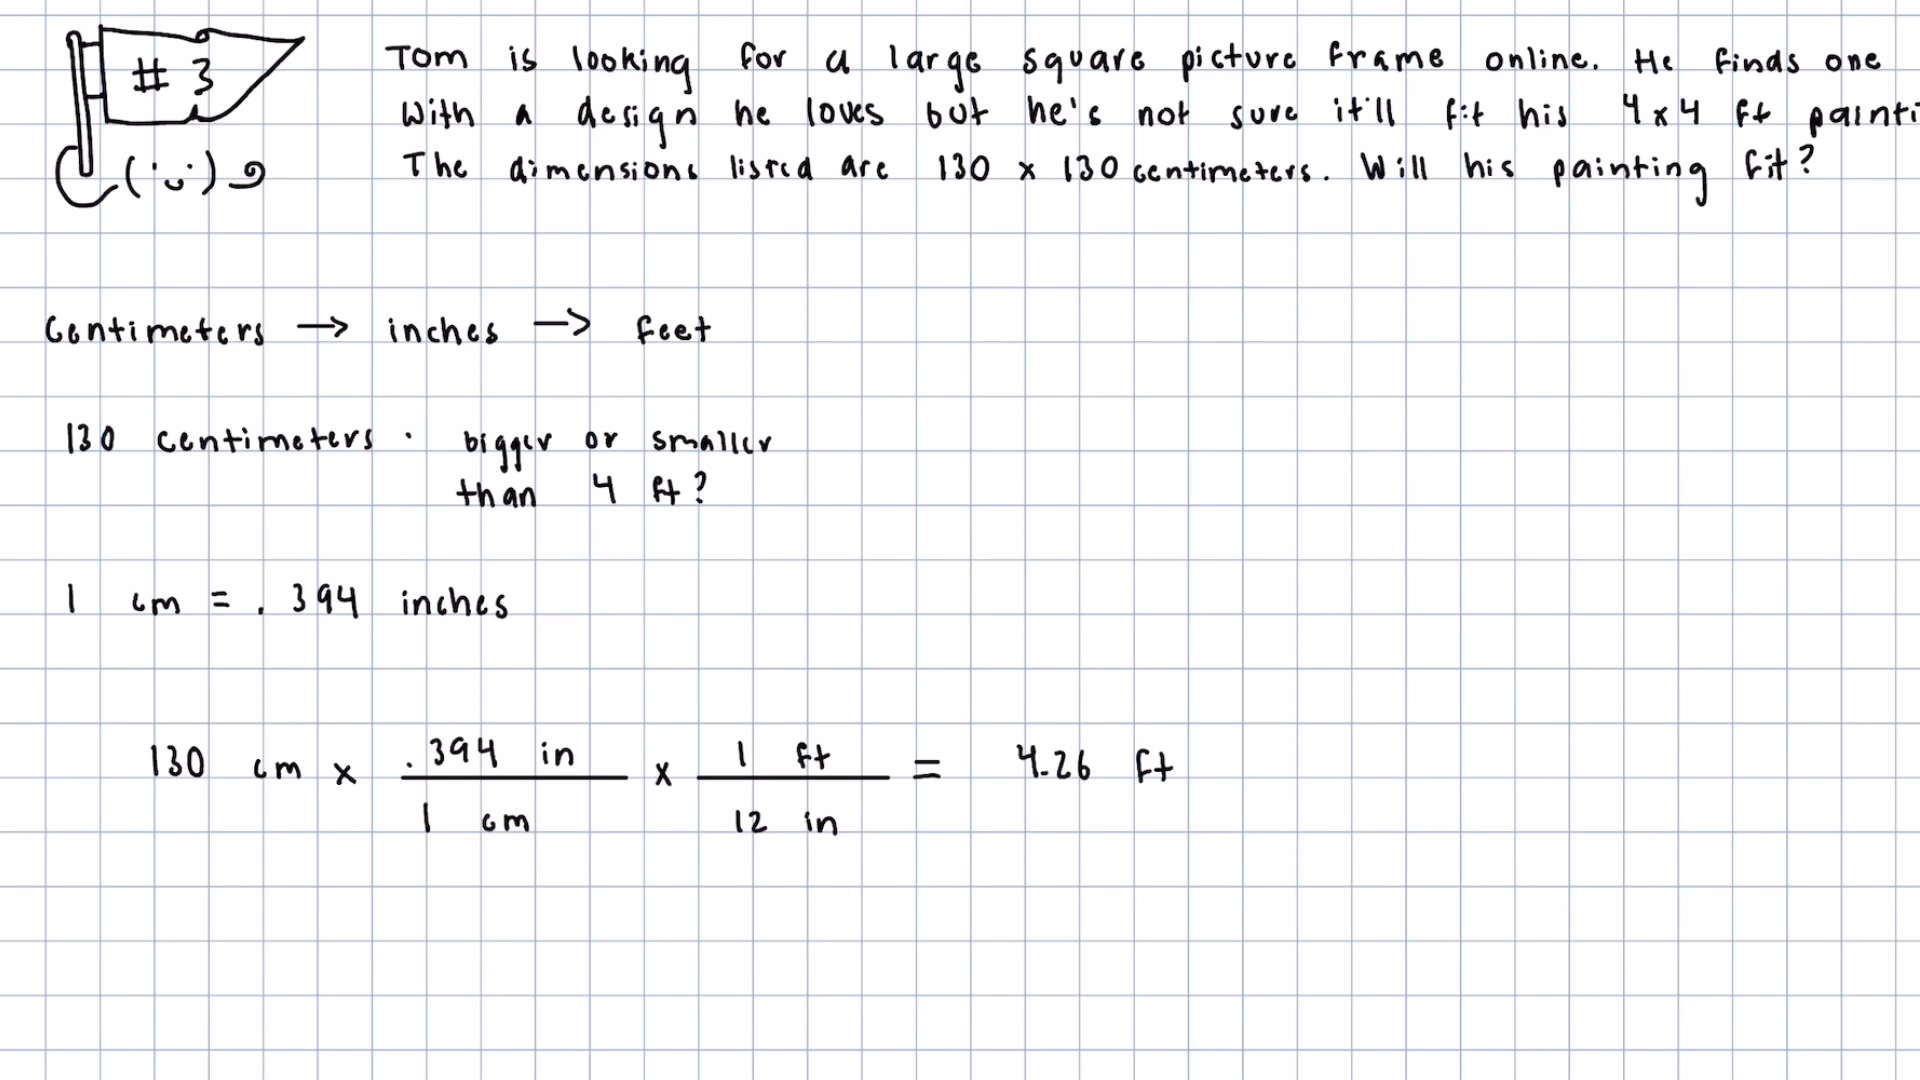 # 3
Tom is looking for a large square picture frame online. He finds one
With a design he loves but he's not sure it'll fit his 4 x 4 ft painti
The dimensions listed are 130 x 130 centimeters. Will his painting fit?
Centimeters → inches → feet
130 centimeters . bigger or smaller
than 4 ft?
1 cm = .394 inches
130 cm x .394 in / 1 cm x 1 ft / 12 in = 4.26 ft